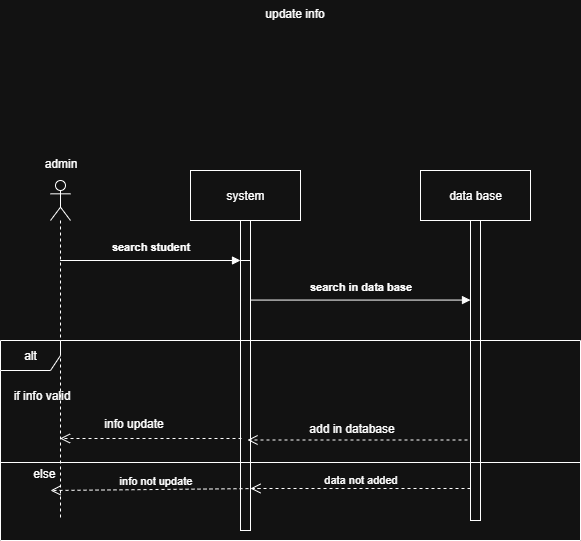 update info
admin
system
data base
search student
search in data base
alt
if info valid
info update
add in database
else
info not update
data not added